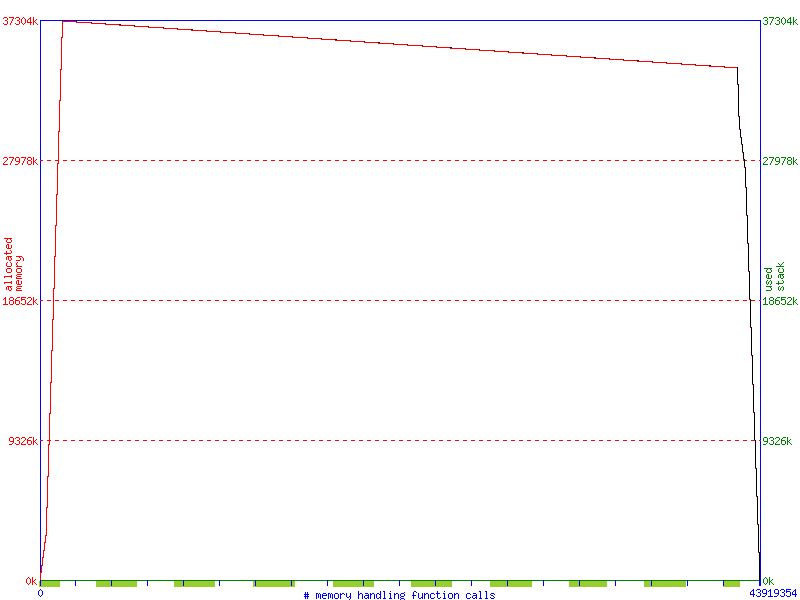 37304k
37304k
27978k
27978k
allocated
memory
used
stack
18652k
18652k
9326k
9326k
0k
0k
0
# memory handling function calls
43919354